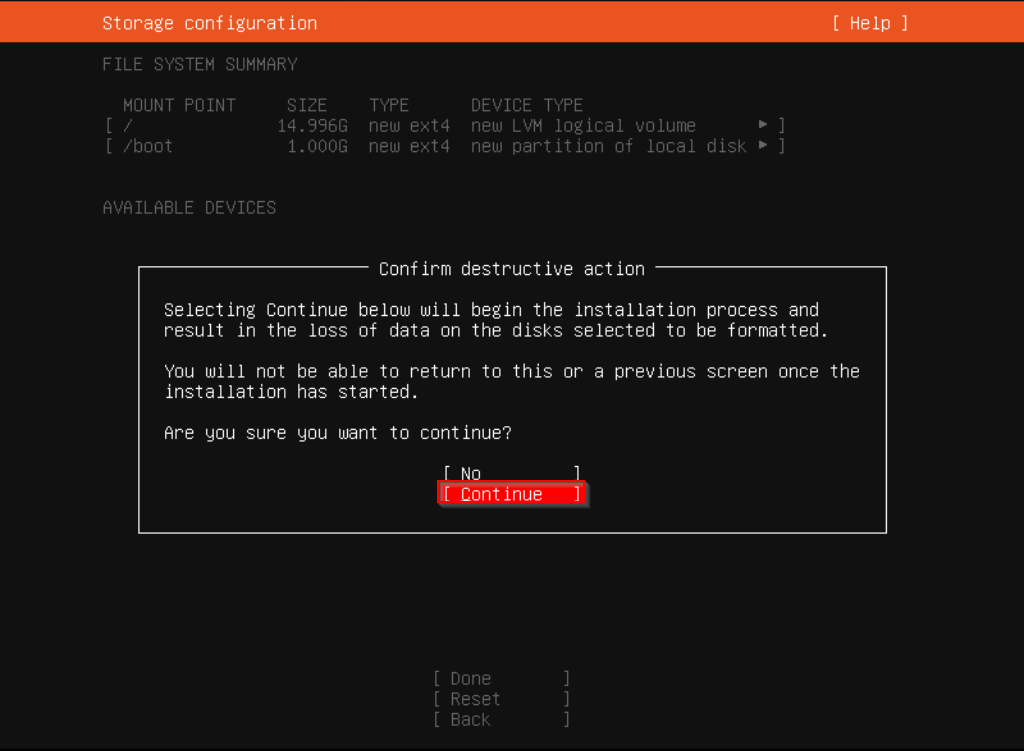 Storage configuration [ Help ]
FILE SYSTEM SUMMARY
MOUNT POINT SIZE TYPE DEVICE TYPE
[ / 14.996G new ext4 new LVM logical volume ▸ ]
[ /boot 1.000G new ext4 new partition of local disk ▸ ]
AVAILABLE DEVICES
Confirm destructive action
Selecting Continue below will begin the installation process and
result in the loss of data on the disks selected to be formatted.
You will not be able to return to this or a previous screen once the
installation has started.
Are you sure you want to continue?
[ No ]
[ Continue ]
[ Done ]
[ Reset ]
[ Back ]